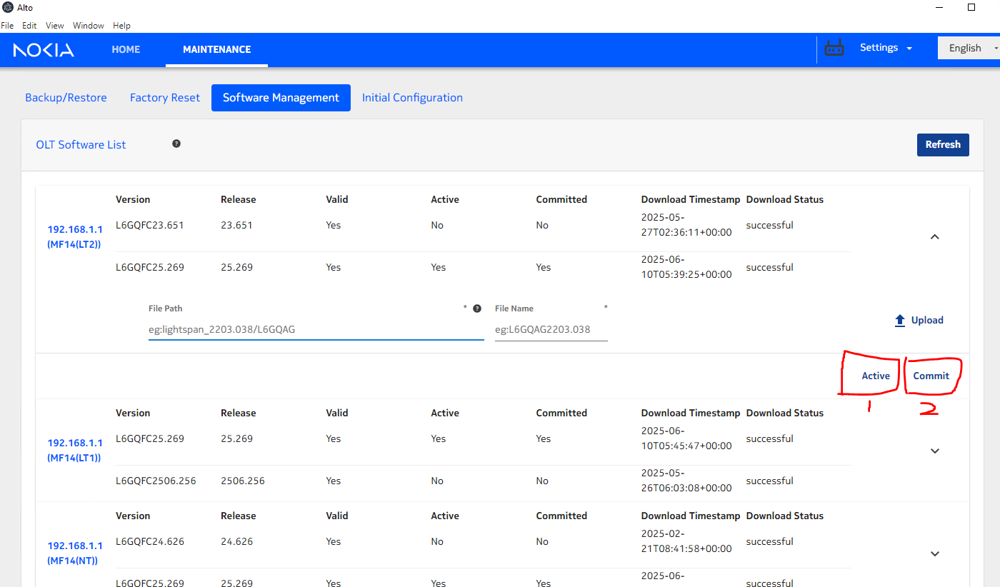 Alto
File Edit View Window Help
NOKIA HOME MAINTENANCE Settings English
Backup/Restore Factory Reset Software Management Initial Configuration
OLT Software List ? Refresh
Version Release Valid Active Committed Download Timestamp Download Status
192.168.1.1
(MF14(LT2))
L6GQFC23.651 23.651 Yes No No 2025-05-
27T02:36:11+00:00 successful
L6GQFC25.269 25.269 Yes Yes Yes 2025-06-
10T05:39:25+00:00 successful
File Path * ? File Name *
eg:lightspan_2203.038/L6GQAG eg:L6GQAG2203.038 Upload
Active Commit
1 2
Version Release Valid Active Committed Download Timestamp Download Status
192.168.1.1
(MF14(LT1))
L6GQFC25.269 25.269 Yes Yes Yes 2025-06-
10T05:45:47+00:00 successful
L6GQFC2506.256 2506.256 Yes No No 2025-05-
26T06:03:08+00:00 successful
Version Release Valid Active Committed Download Timestamp Download Status
192.168.1.1
(MF14(NT))
L6GQFC24.626 24.626 Yes No No 2025-02-
21T08:41:58+00:00 successful
L6GQFC25.269 25.269 Yes Yes Yes 2025-06-
successful